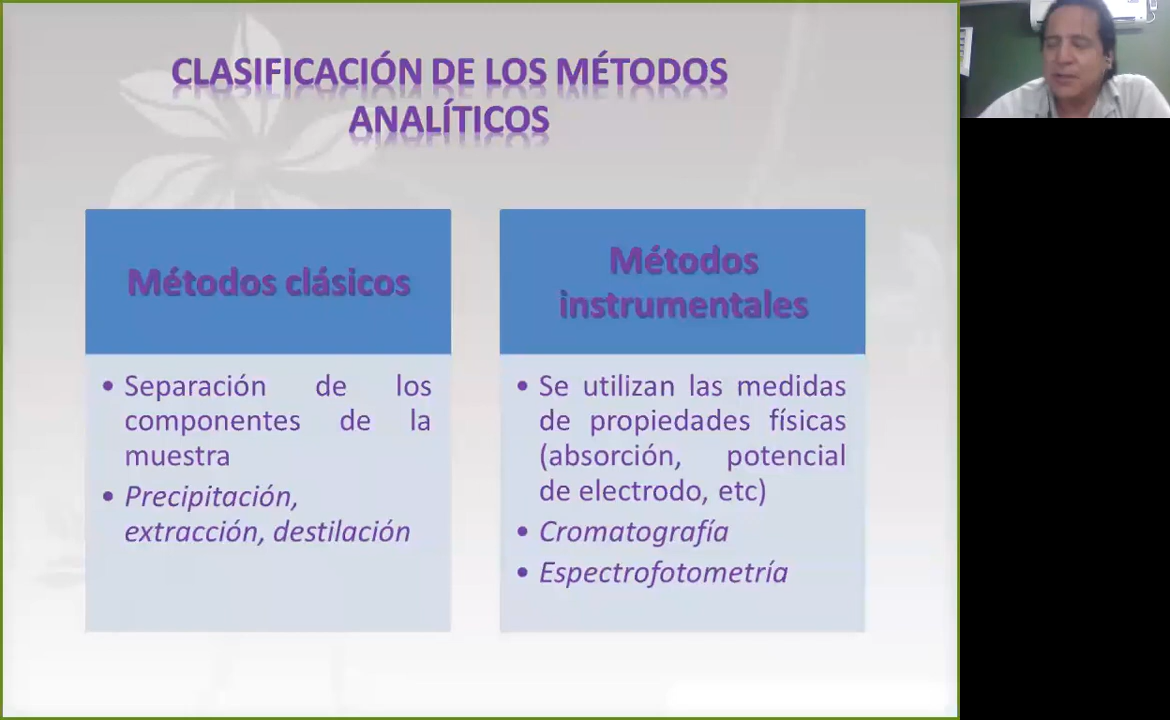 CLASIFICACIÓN DE LOS MÉTODOS
ANALÍTICOS
Métodos clásicos
• Separación de los
componentes de la
muestra
• Precipitación,
extracción, destilación
Métodos
instrumentales
• Se utilizan las medidas
de propiedades físicas
(absorción, potencial
de electrodo, etc)
• Cromatografía
• Espectrofotometría